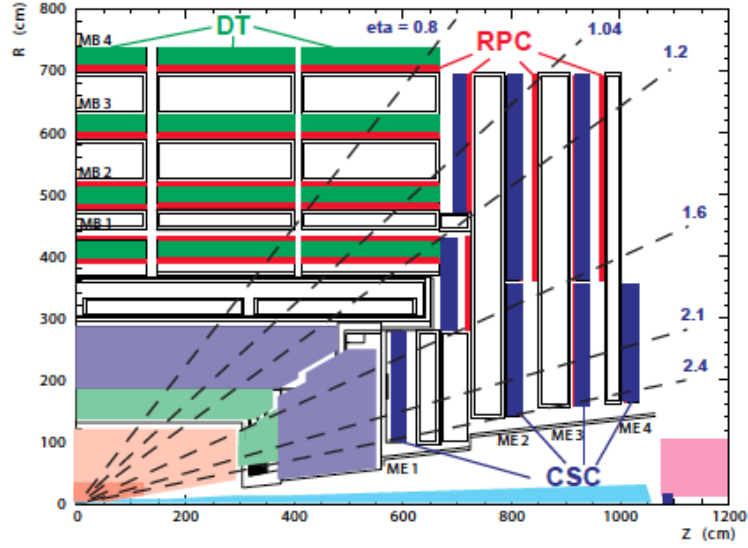 R (cm)
800
700
600
500
400
300
200
100
0
MB 4
MB 3
MB 2
MB 1
DT
eta = 0.8
RPC
1.04
1.2
1.6
2.1
2.4
ME 1
ME 2
ME 3
ME 4
CSC
0
200
400
600
800
1000
1200
Z (cm)